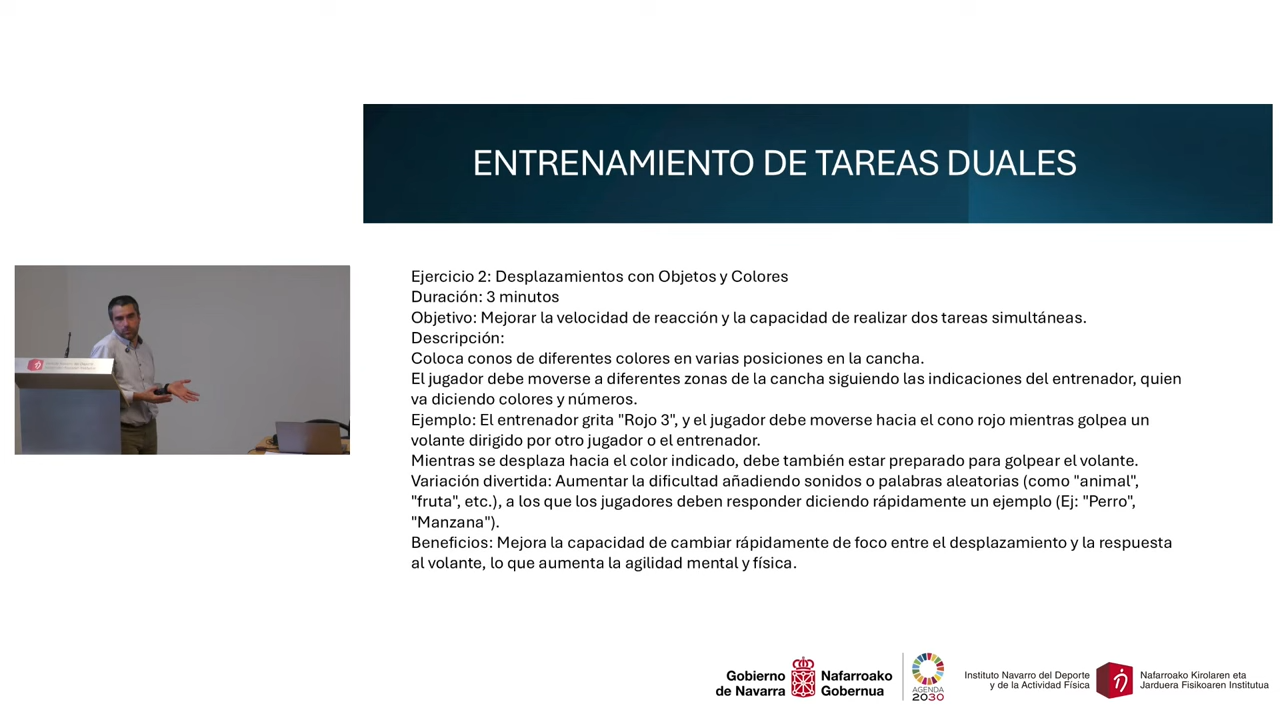 ENTRENAMIENTO DE TAREAS DUALES
Ejercicio 2: Desplazamientos con Objetos y Colores
Duración: 3 minutos
Objetivo: Mejorar la velocidad de reacción y la capacidad de realizar dos tareas simultáneas.
Descripción:
Coloca conos de diferentes colores en varias posiciones en la cancha.
El jugador debe moverse a diferentes zonas de la cancha siguiendo las indicaciones del entrenador, quien
va diciendo colores y números.
Ejemplo: El entrenador grita "Rojo 3", y el jugador debe moverse hacia el cono rojo mientras golpea un
volante dirigido por otro jugador o el entrenador.
Mientras se desplaza hacia el color indicado, debe también estar preparado para golpear el volante.
Variación divertida: Aumentar la dificultad añadiendo sonidos o palabras aleatorias (como "animal",
"fruta", etc.), a los que los jugadores deben responder diciendo rápidamente un ejemplo (Ej: "Perro",
"Manzana").
Beneficios: Mejora la capacidad de cambiar rápidamente de foco entre el desplazamiento y la respuesta
al volante, lo que aumenta la agilidad mental y física.
Gobierno
de Navarra
Nafarroako
Gobernua
AGENDA
2030
Instituto Navarro del Deporte
y de la Actividad Física
Nafarroako Kirolaren eta
Jarduera Fisikoaren Institutua